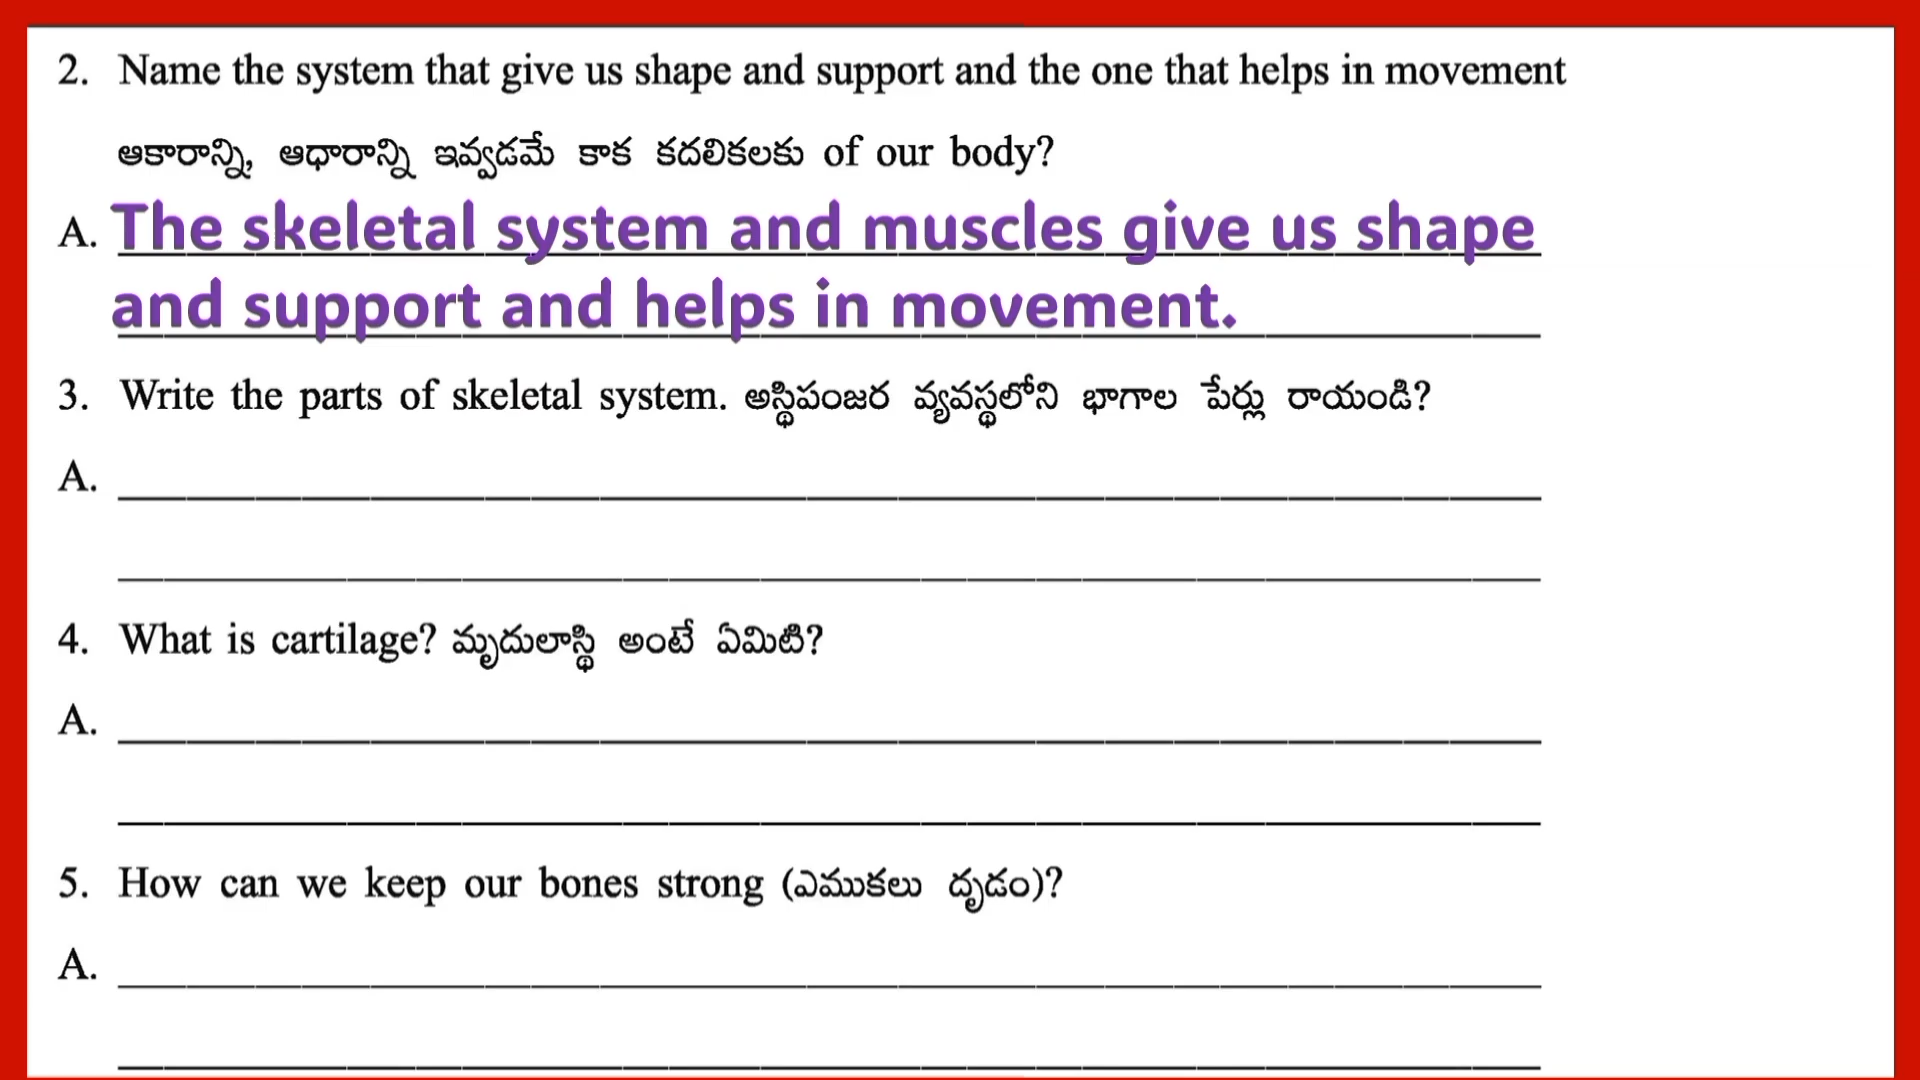 2. Name the system that give us shape and support and the one that helps in movement
ఆకారాన్ని, ఆధారాన్ని ఇవ్వడమే కాక కదలికలకు of our body?
A. The skeletal system and muscles give us shape
and support and helps in movement.
3. Write the parts of skeletal system. అస్థిపంజర వ్యవస్థలోని భాగాల పేర్లు రాయండి?
A.
4. What is cartilage? మృదులాస్థి అంటే ఏమిటి?
A.
5. How can we keep our bones strong (ఎముకలు దృడం)?
A.